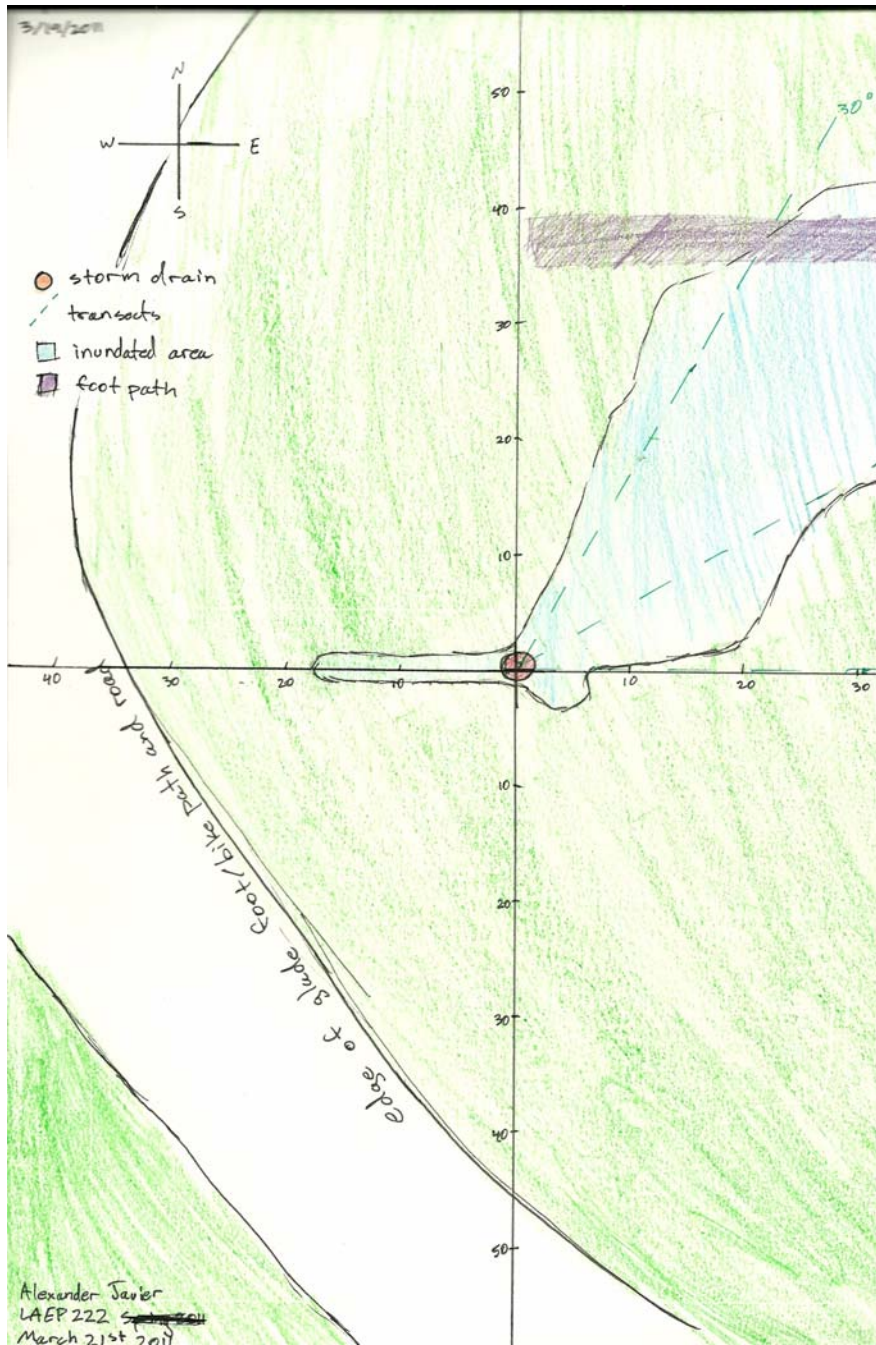 3/19/2011
N
W E
S
storm drain
transects
inundated area
foot path
30°
50
40
30
20
10
40 30 20 10 10 20 30
10
20
30
40
50
edge of glade foot/bike path and road
Alexander Javier
LAEP 222
March 21st 2011